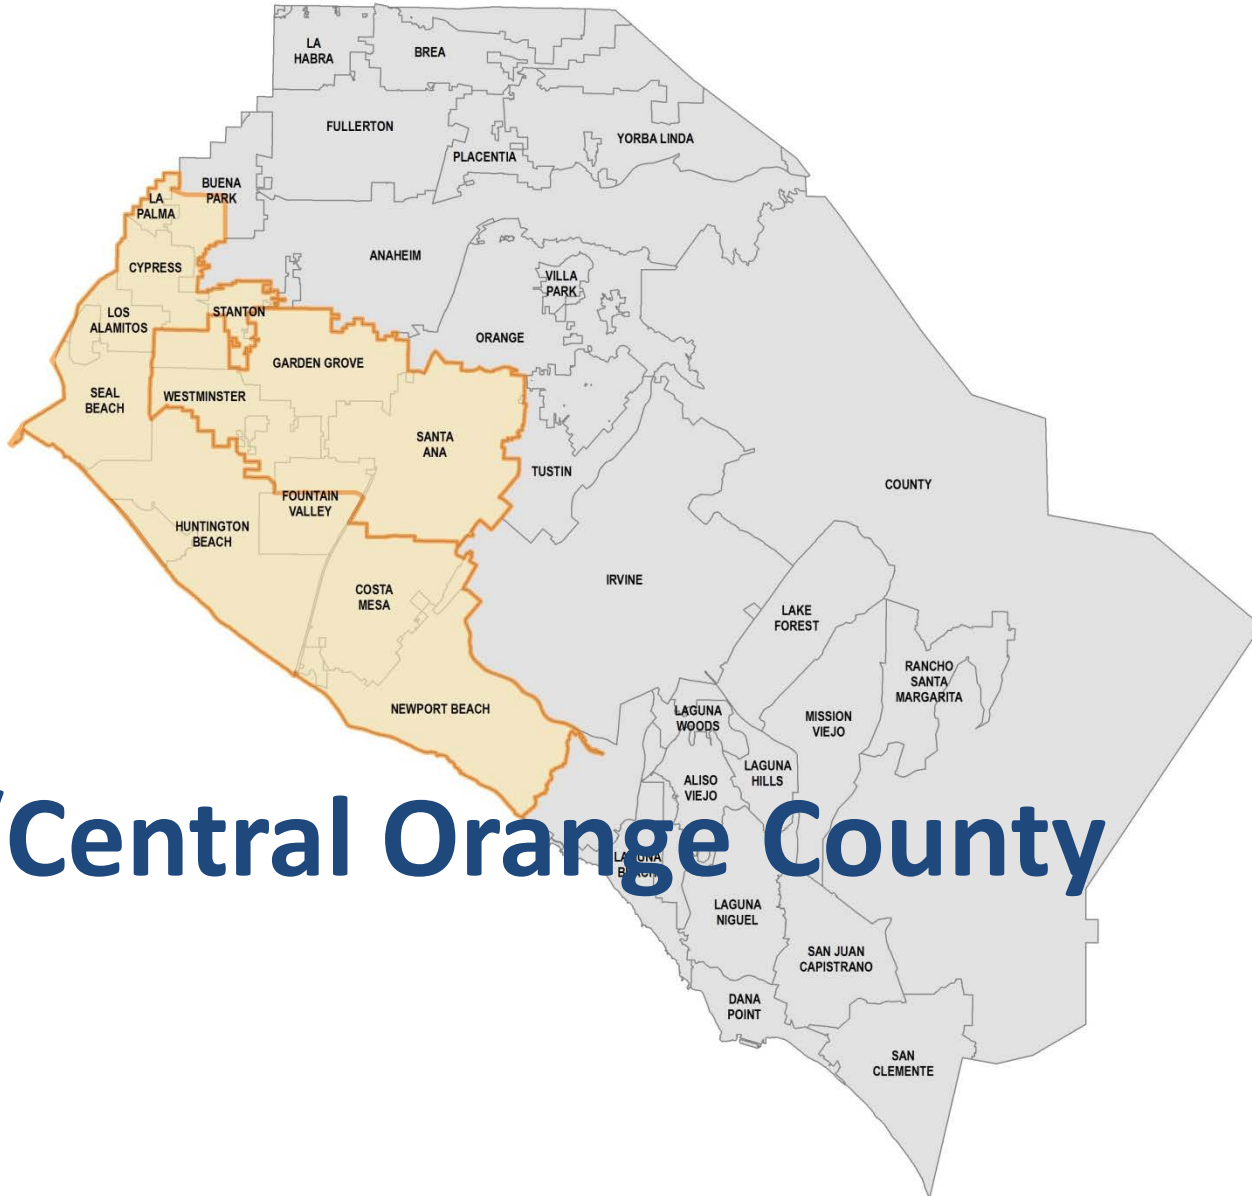 LA
HABRA
BREA
FULLERTON
YORBA LINDA
PLACENTIA
BUENA
PARK
LA
PALMA
ANAHEIM
CYPRESS
VILLA
PARK
STANTON
LOS
ALAMITOS
ORANGE
GARDEN GROVE
SEAL
BEACH
WESTMINSTER
SANTA
ANA
TUSTIN
COUNTY
FOUNTAIN
VALLEY
HUNTINGTON
BEACH
IRVINE
COSTA
MESA
LAKE
FOREST
RANCHO
SANTA
MARGARITA
NEWPORT BEACH
LAGUNA
WOODS
MISSION
VIEJO
LAGUNA
HILLS
ALISO
VIEJO
/Central Orange County
LAGUNA
BEACH
LAGUNA
NIGUEL
SAN JUAN
CAPISTRANO
DANA
POINT
SAN
CLEMENTE